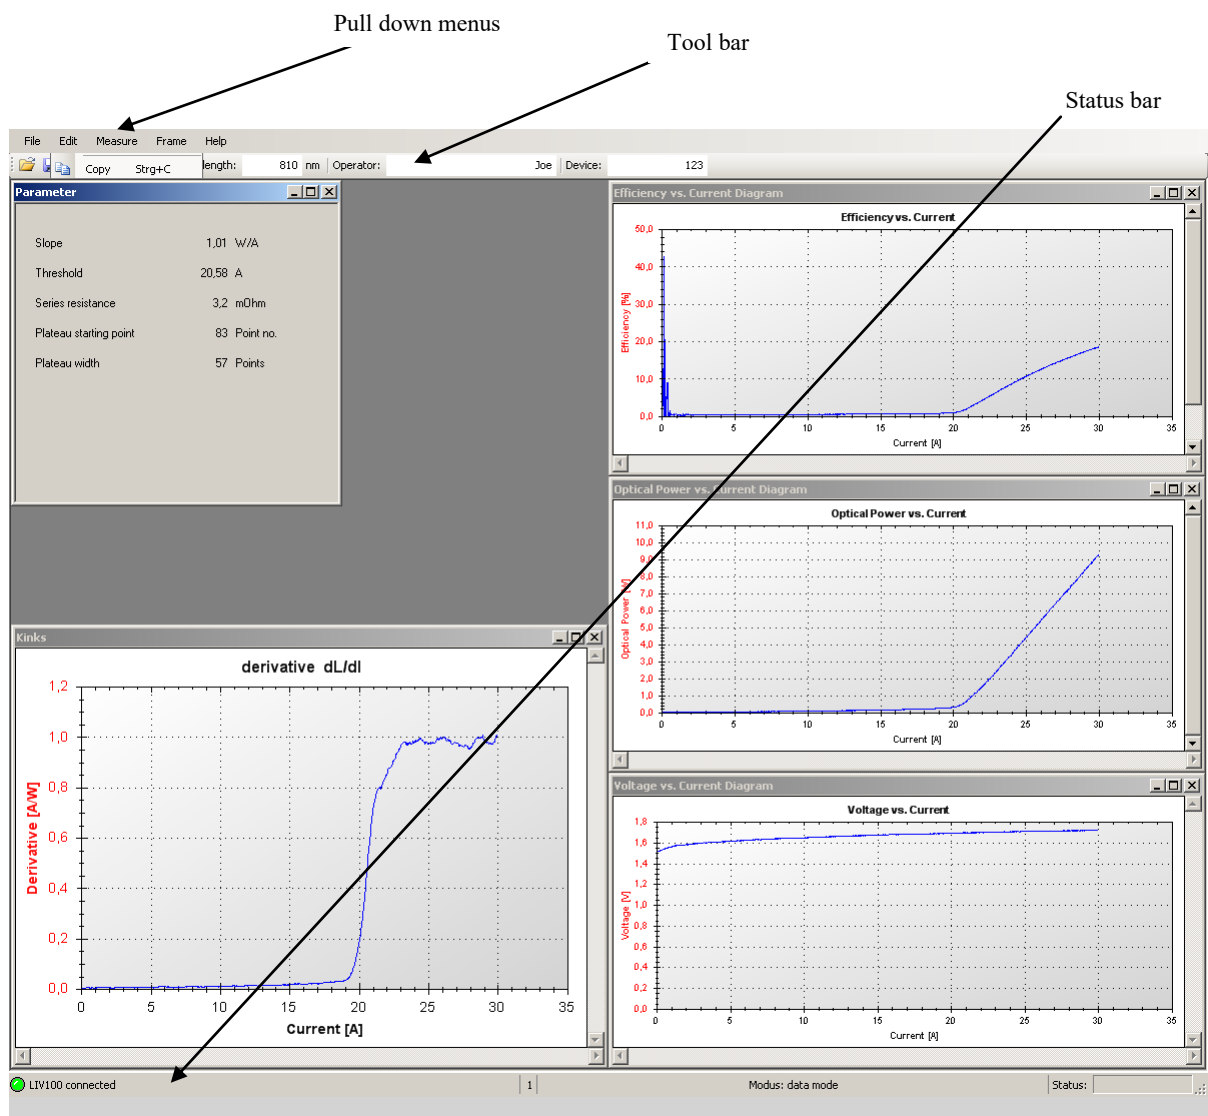 Pull down menus
Tool bar
Status bar
File Edit Measure Frame Help
Copy Strg+C length: 810 nm Operator: Joe Device: 123
Parameter
Slope 1,01 W/A
Threshold 20,58 A
Series resistance 3,2 mOhm
Plateau starting point 83 Point no.
Plateau width 57 Points
Efficiency vs. Current Diagram
Efficiency vs. Current
Efficiency [%]
50,0
40,0
30,0
20,0
10,0
0,0
0 5 10 15 20 25 30 35
Current [A]
Optical Power vs. Current Diagram
Optical Power vs. Current
Optical Power [W]
11,0
10,0
9,0
8,0
7,0
6,0
5,0
4,0
3,0
2,0
1,0
0,0
0 5 10 15 20 25 30 35
Current [A]
Kinks
derivative dL/dI
Derivative [A/W]
1,2
1,0
0,8
0,6
0,4
0,2
0,0
0 5 10 15 20 25 30 35
Current [A]
Voltage vs. Current Diagram
Voltage vs. Current
Voltage [V]
1,8
1,6
1,4
1,2
1,0
0,8
0,6
0,4
0,2
0,0
0 5 10 15 20 25 30 35
Current [A]
LIV100 connected 1 Modus: data mode Status: